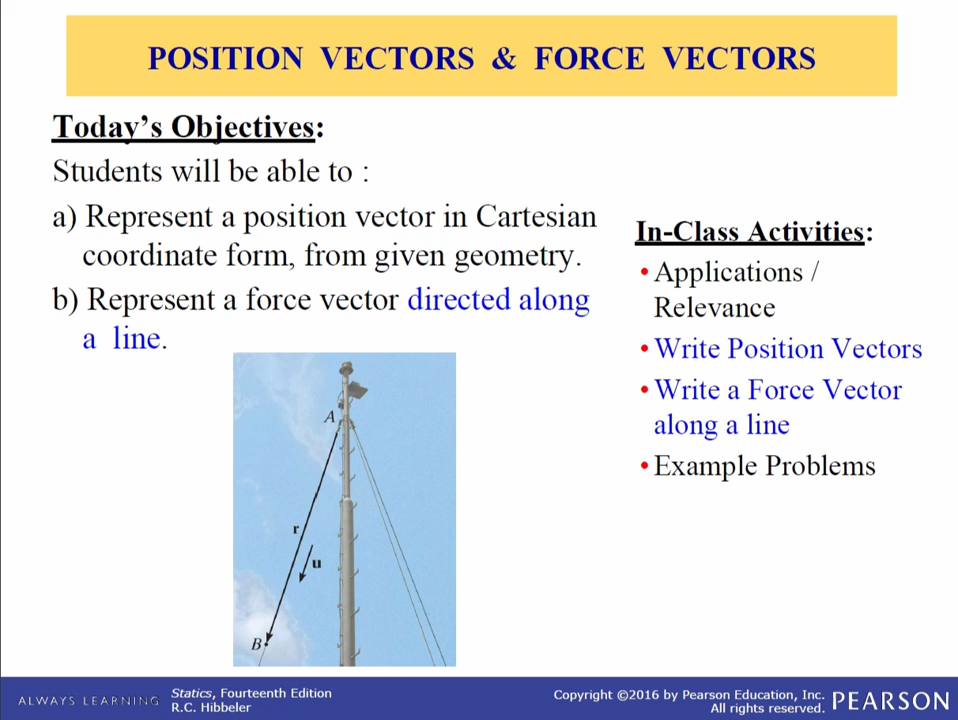 POSITION VECTORS & FORCE VECTORS
Today’s Objectives:
Students will be able to :
a) Represent a position vector in Cartesian
coordinate form, from given geometry.
b) Represent a force vector directed along
a line.
In-Class Activities:
• Applications /
Relevance
• Write Position Vectors
• Write a Force Vector
along a line
• Example Problems
A
r
u
B
ALWAYS LEARNING
Statics, Fourteenth Edition
R.C. Hibbeler
Copyright ©2016 by Pearson Education, Inc.
All rights reserved.
PEARSON